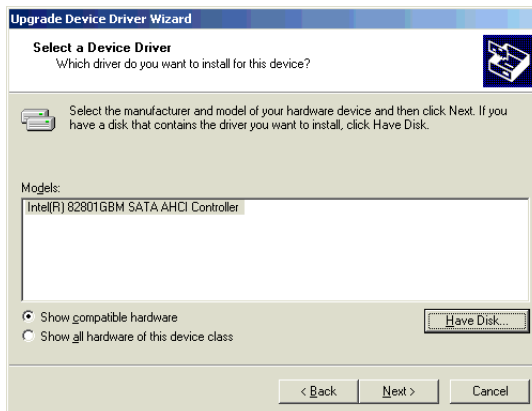 Upgrade Device Driver Wizard
Select a Device Driver
Which driver do you want to install for this device?
Select the manufacturer and model of your hardware device and then click Next. If you
have a disk that contains the driver you want to install, click Have Disk.
Models:
Intel(R) 82801GBM SATA AHCI Controller
Show compatible hardware
Have Disk...
Show all hardware of this device class
< Back
Next >
Cancel